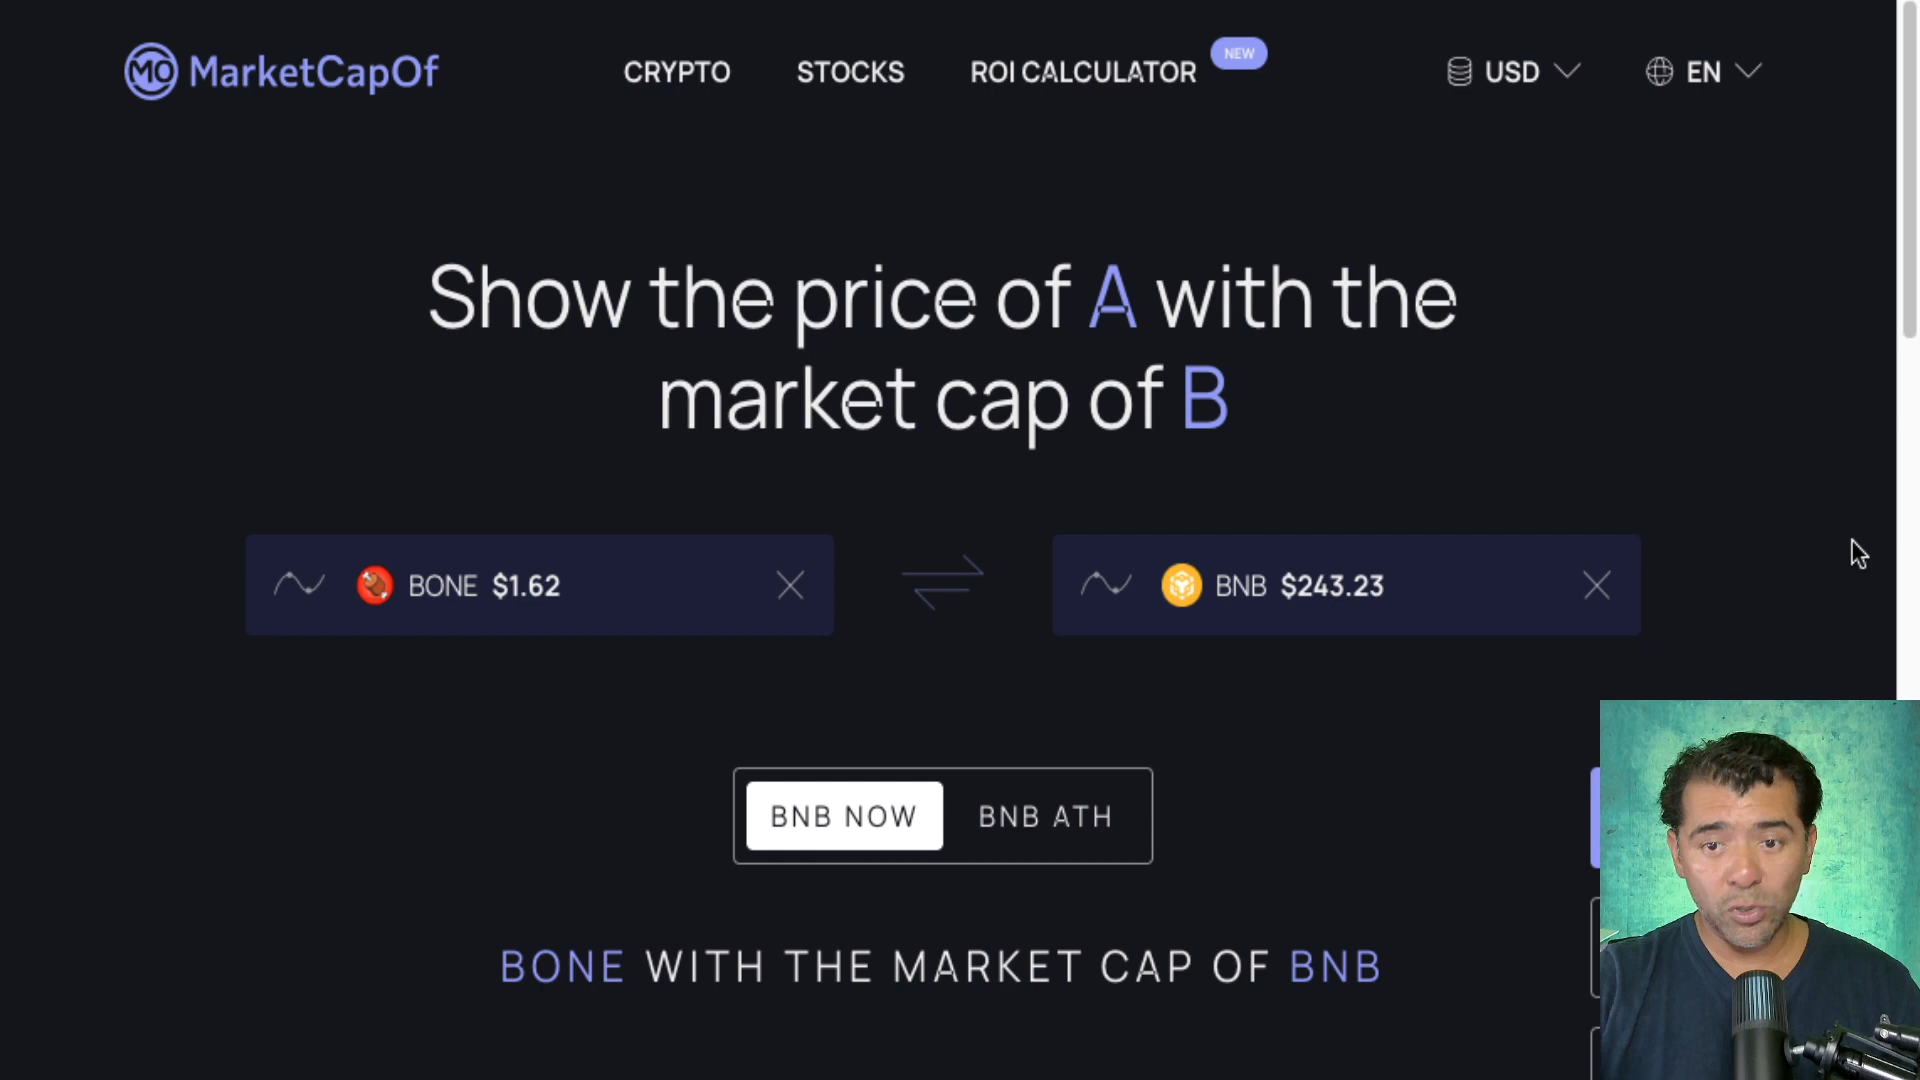 MO MarketCapOf
CRYPTO
STOCKS
ROI CALCULATOR
NEW
USD
EN
Show the price of A with the
market cap of B
BONE $1.62
BNB $243.23
BNB NOW
BNB ATH
BONE WITH THE MARKET CAP OF BNB